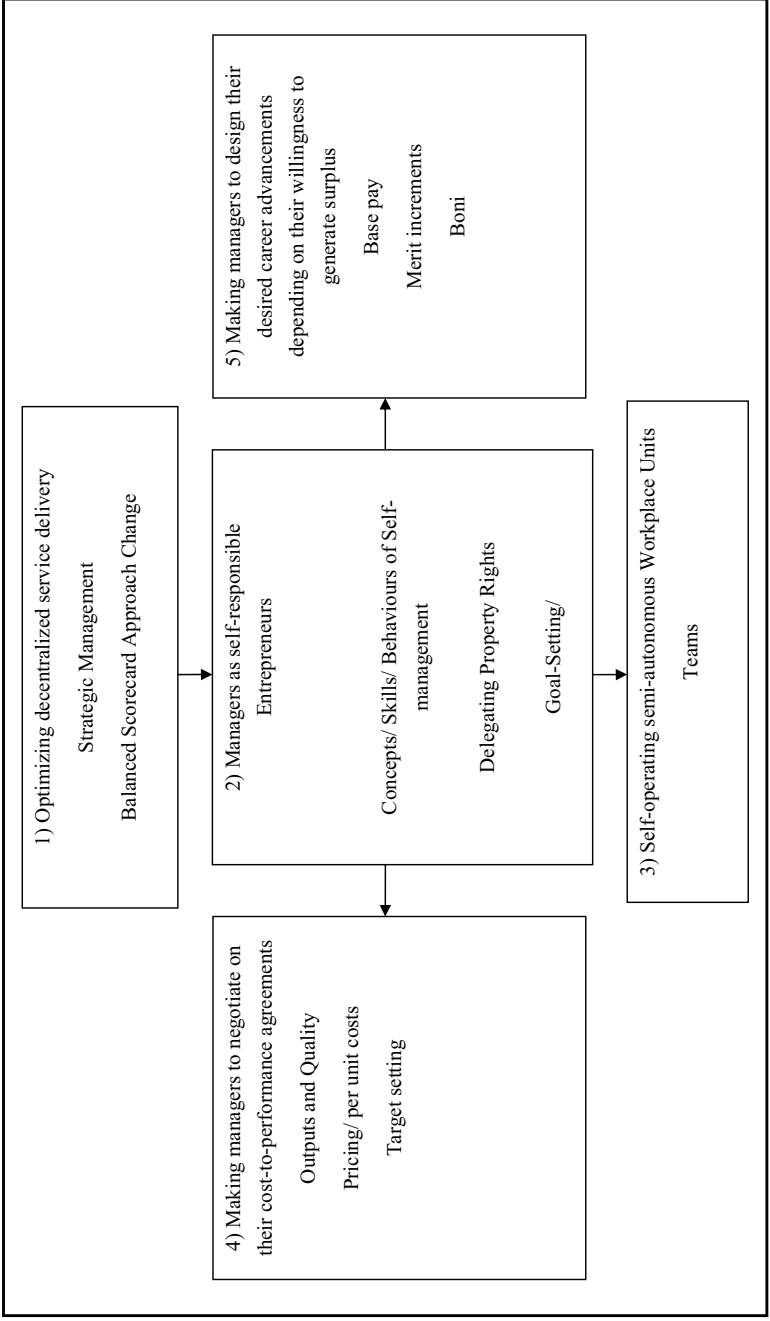 1) Optimizing decentralized service delivery
Strategic Management
Balanced Scorecard Approach Change
2) Managers as self-responsible
Entrepreneurs
Concepts/ Skills/ Behaviours of Self-
management
Delegating Property Rights
Goal-Setting/
3) Self-operating semi-autonomous Workplace Units
Teams
4) Making managers to negotiate on
their cost-to-performance agreements
Outputs and Quality
Pricing/ per unit costs
Target setting
5) Making managers to design their
desired career advancements
depending on their willingness to
generate surplus
Base pay
Merit increments
Boni